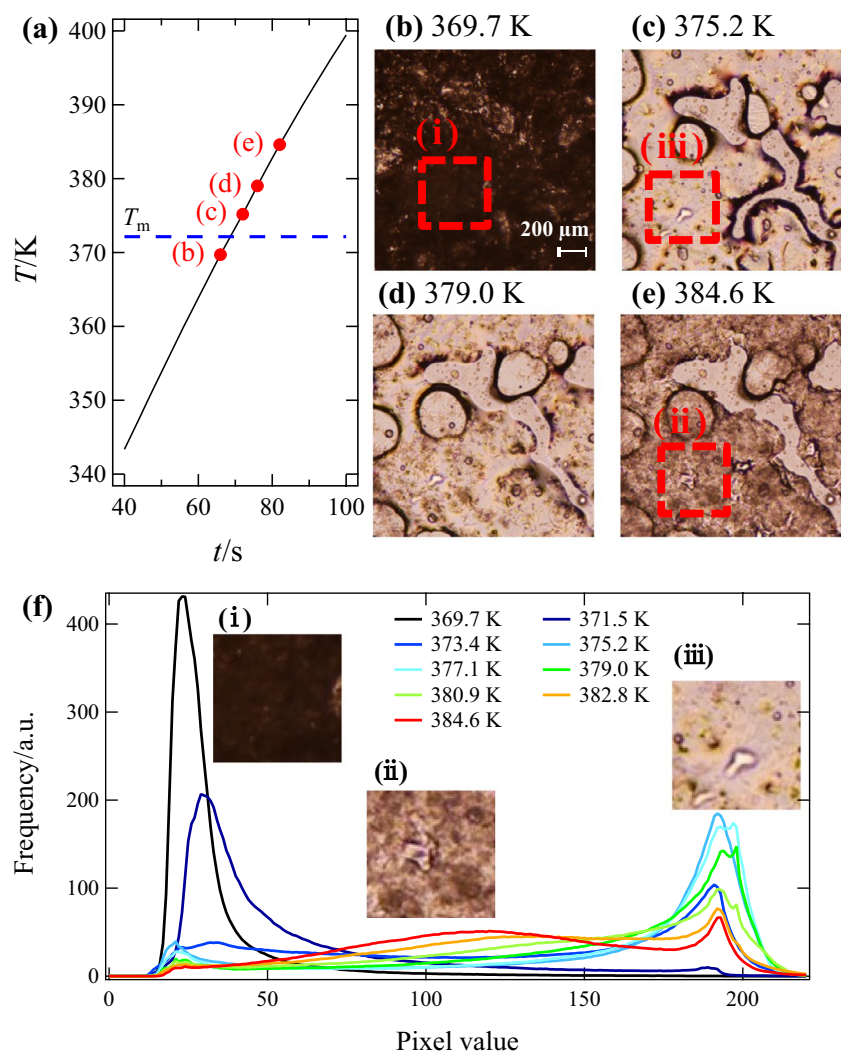 (a)
400
390
380
370
360
350
340
T/K
Tm
(e)
(d)
(c)
(b)
40
60
80
100
t/s
(b) 369.7 K
(i)
200 µm
(c) 375.2 K
(iii)
(d) 379.0 K
(e) 384.6 K
(ii)
(f)
400
300
200
100
0
Frequency/a.u.
(i)
(ii)
(iii)
369.7 K
371.5 K
373.4 K
375.2 K
377.1 K
379.0 K
380.9 K
382.8 K
384.6 K
0
50
100
150
200
Pixel value